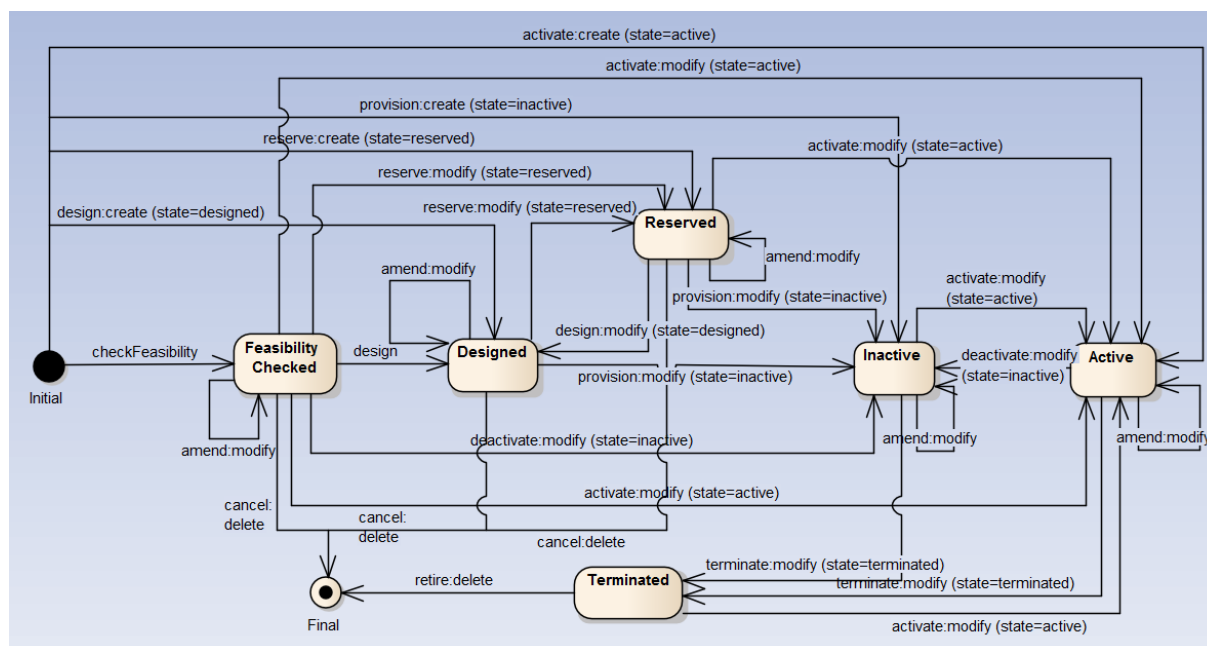 activate:create (state=active)
activate:modify (state=active)
provision:create (state=inactive)
reserve:create (state=reserved)
activate:modify (state=active)
reserve:modify (state=reserved)
design:create (state=designed)
reserve:modify (state=reserved)
Reserved
amend:modify
amend:modify
activate:modify
(state=active)
provision:modify (state=inactive)
design:modify (state=designed)
checkFeasibility
Feasibility
Checked
design
Designed
Inactive
deactivate:modify
(state=inactive)
Active
provision:modify (state=inactive)
Initial
amend:modify
deactivate:modify (state=inactive)
amend:modify
amend:modify
activate:modify (state=active)
cancel:
delete
cancel:
delete
cancel:delete
terminate:modify (state=terminated)
retire:delete
Terminated
terminate:modify (state=terminated)
Final
activate:modify (state=active)